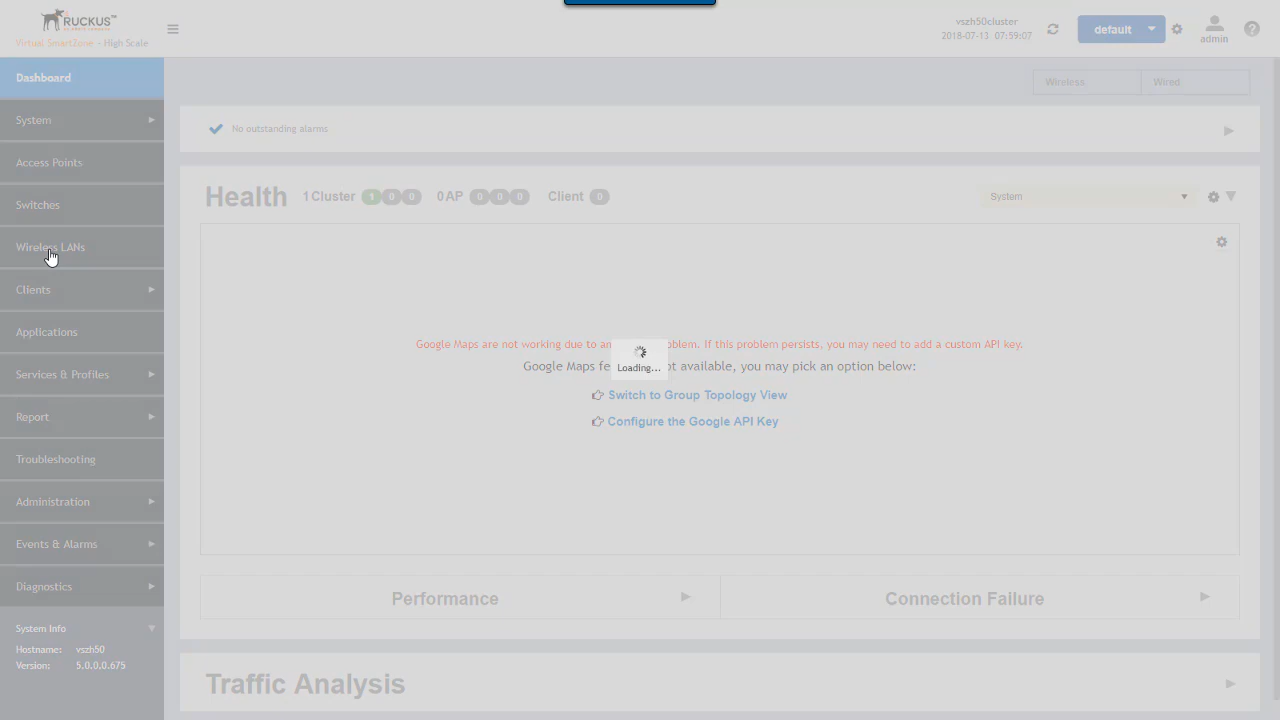 RUCKUS™
Virtual SmartZone - High Scale
vszh50cluster
2018-07-13 07:59:07
default
admin
Dashboard
System
Access Points
Switches
Wireless LANs
Clients
Applications
Services & Profiles
Report
Troubleshooting
Administration
Events & Alarms
Diagnostics
System Info
Hostname: vszh50
Version: 5.0.0.0.675
Wireless
Wired
No outstanding alarms
Health 1 Cluster 1 0 0 0 AP 0 0 0 Client 0
System
Google Maps are not working due to an oblem. If this problem persists, you may need to add a custom API key.
Loading...
Google Maps fe ot available, you may pick an option below:
Switch to Group Topology View
Configure the Google API Key
Performance
Connection Failure
Traffic Analysis